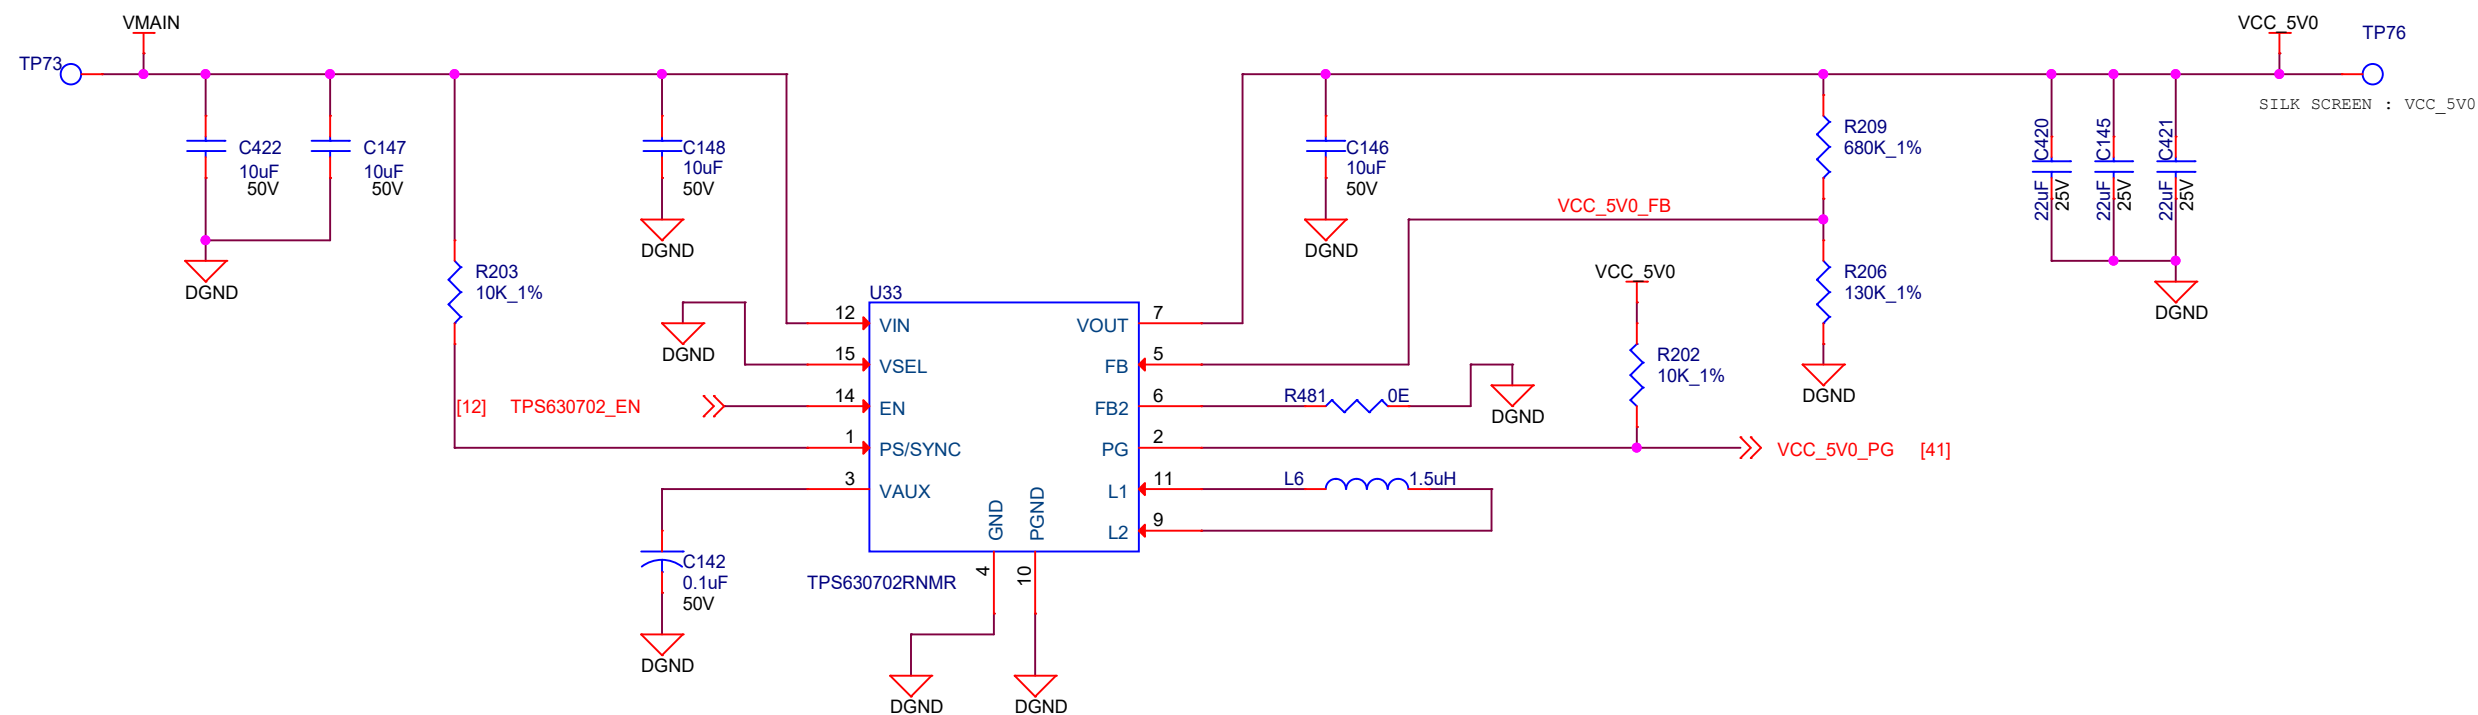 VMAIN
VCC_5V0
TP73
TP76
SILK SCREEN : VCC_5V0
C422
10uF
50V
C147
10uF
50V
C148
10uF
50V
DGND
C146
10uF
50V
DGND
R209
680K_1%
C420
22uF
25V
C145
22uF
25V
C421
22uF
25V
DGND
VCC_5V0_FB
DGND
R203
10K_1%
VCC_5V0
R206
130K_1%
DGND
R202
10K_1%
DGND
U33
12 VIN
VOUT 7
15 VSEL
FB 5
14 EN
FB2 6
1 PS/SYNC
PG 2
3 VAUX
L1 11
L2 9
GND
PGND
4
10
TPS630702RNMR
[12] TPS630702_EN
R481 0E
DGND
VCC_5V0_PG [41]
L6 1.5uH
C142
0.1uF
50V
DGND
DGND
DGND
DGND